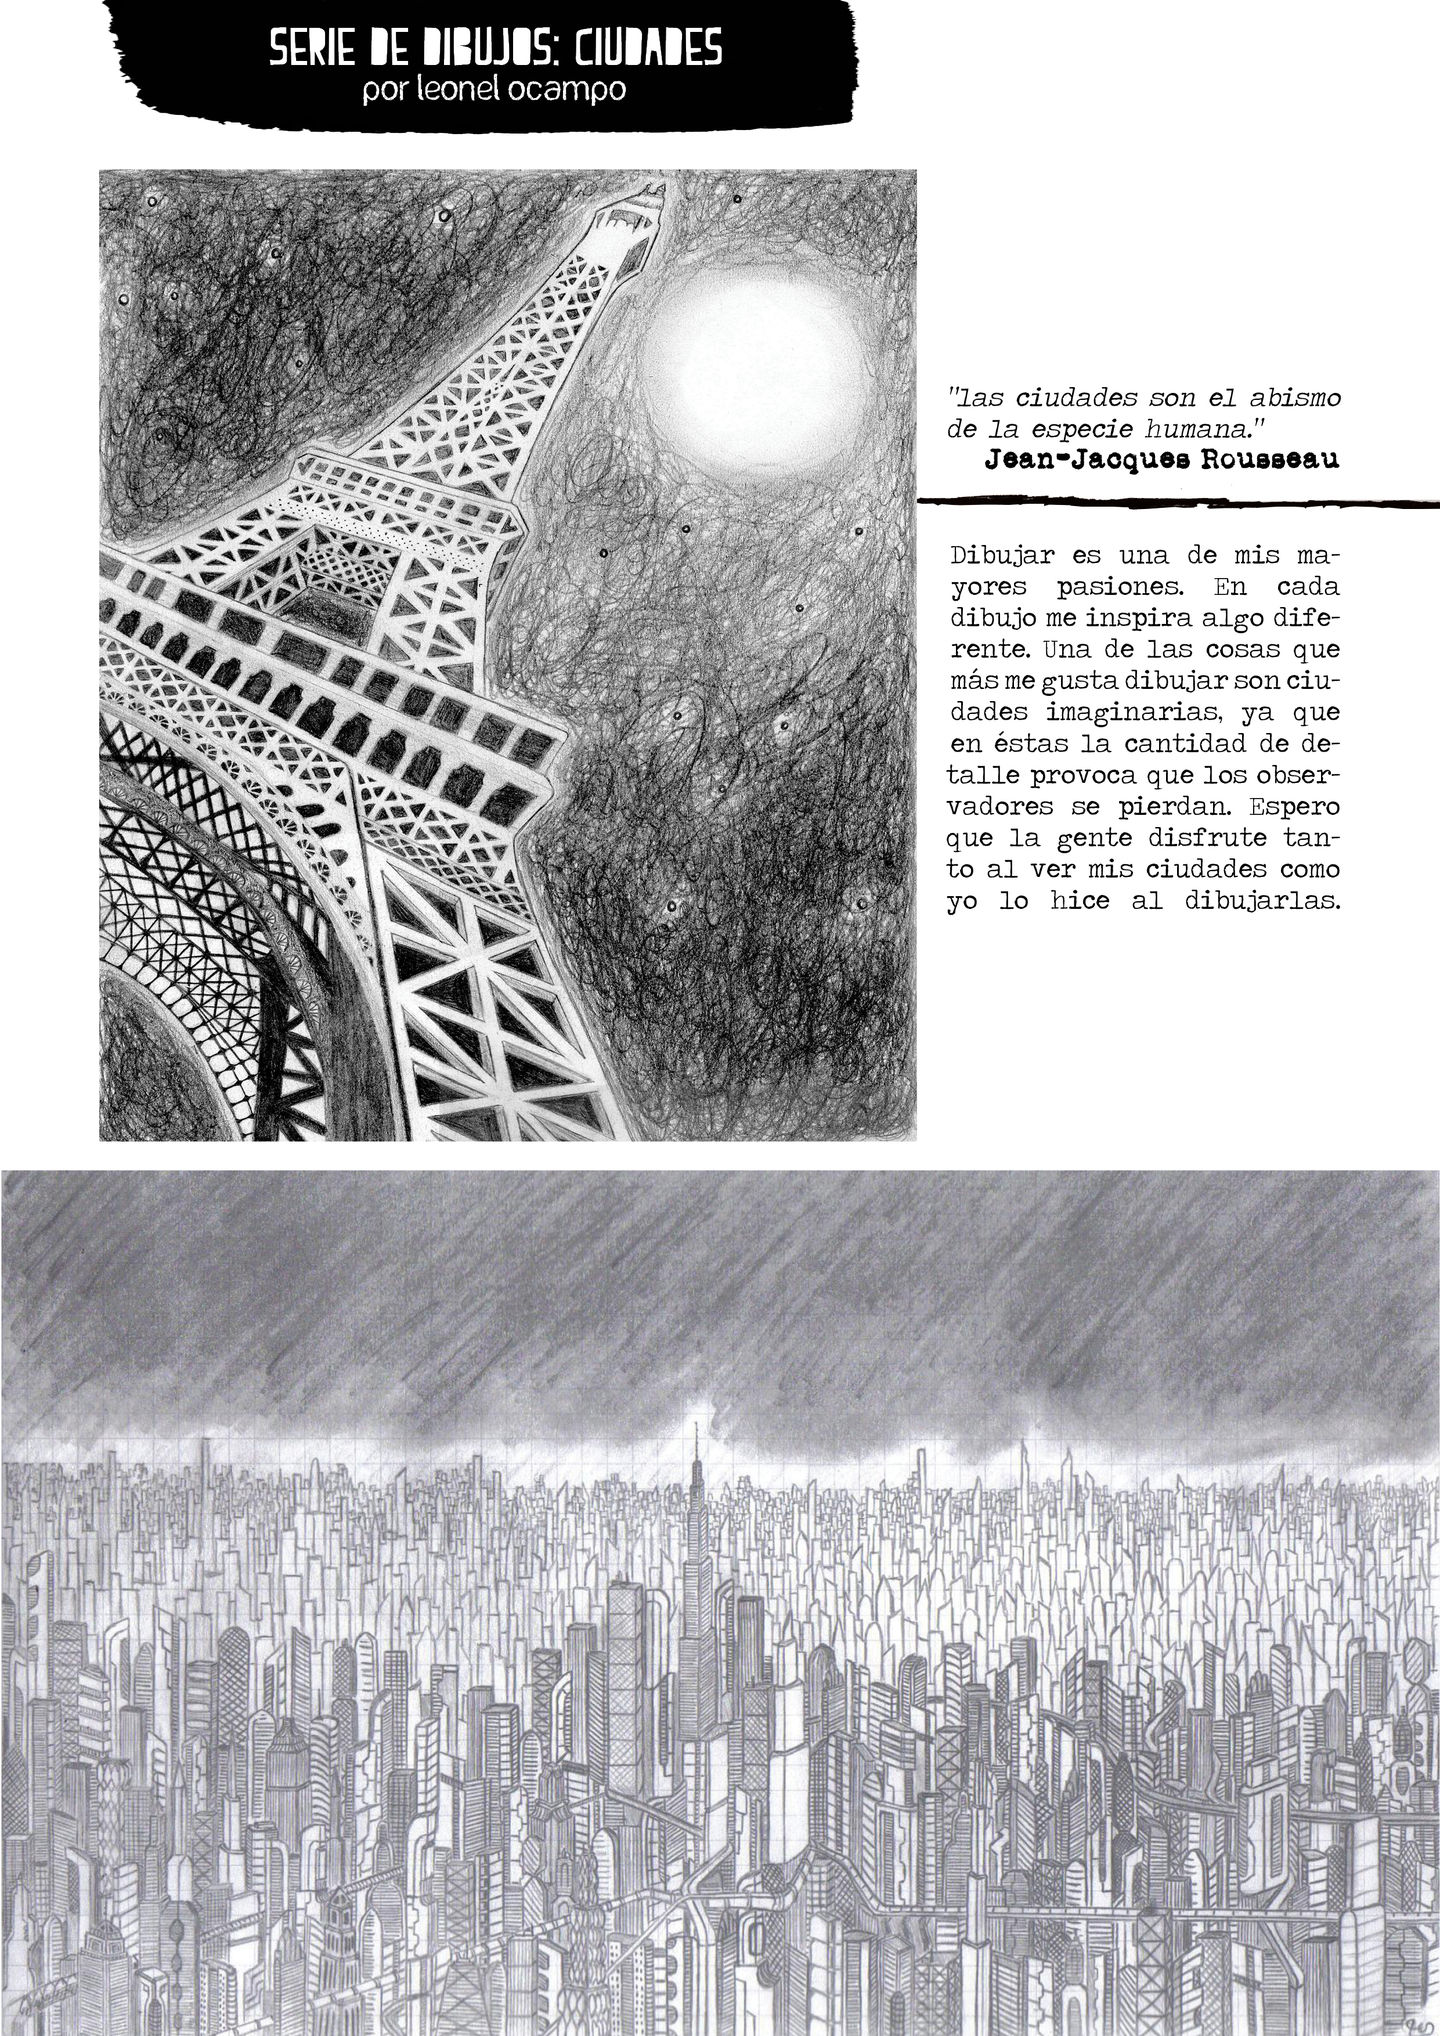 SERIE DE DIBUJOS: CIUDADES
por leonel ocampo
"las ciudades son el abismo
de la especie humana."
Jean-Jacques Rousseau
Dibujar es una de mis ma-
yores pasiones. En cada
dibujo me inspira algo dife-
rente. Una de las cosas que
más me gusta dibujar son ciu-
dades imaginarias, ya que
en éstas la cantidad de de-
talle provoca que los obser-
vadores se pierdan. Espero
que la gente disfrute tan-
to al ver mis ciudades como
yo lo hice al dibujarlas.